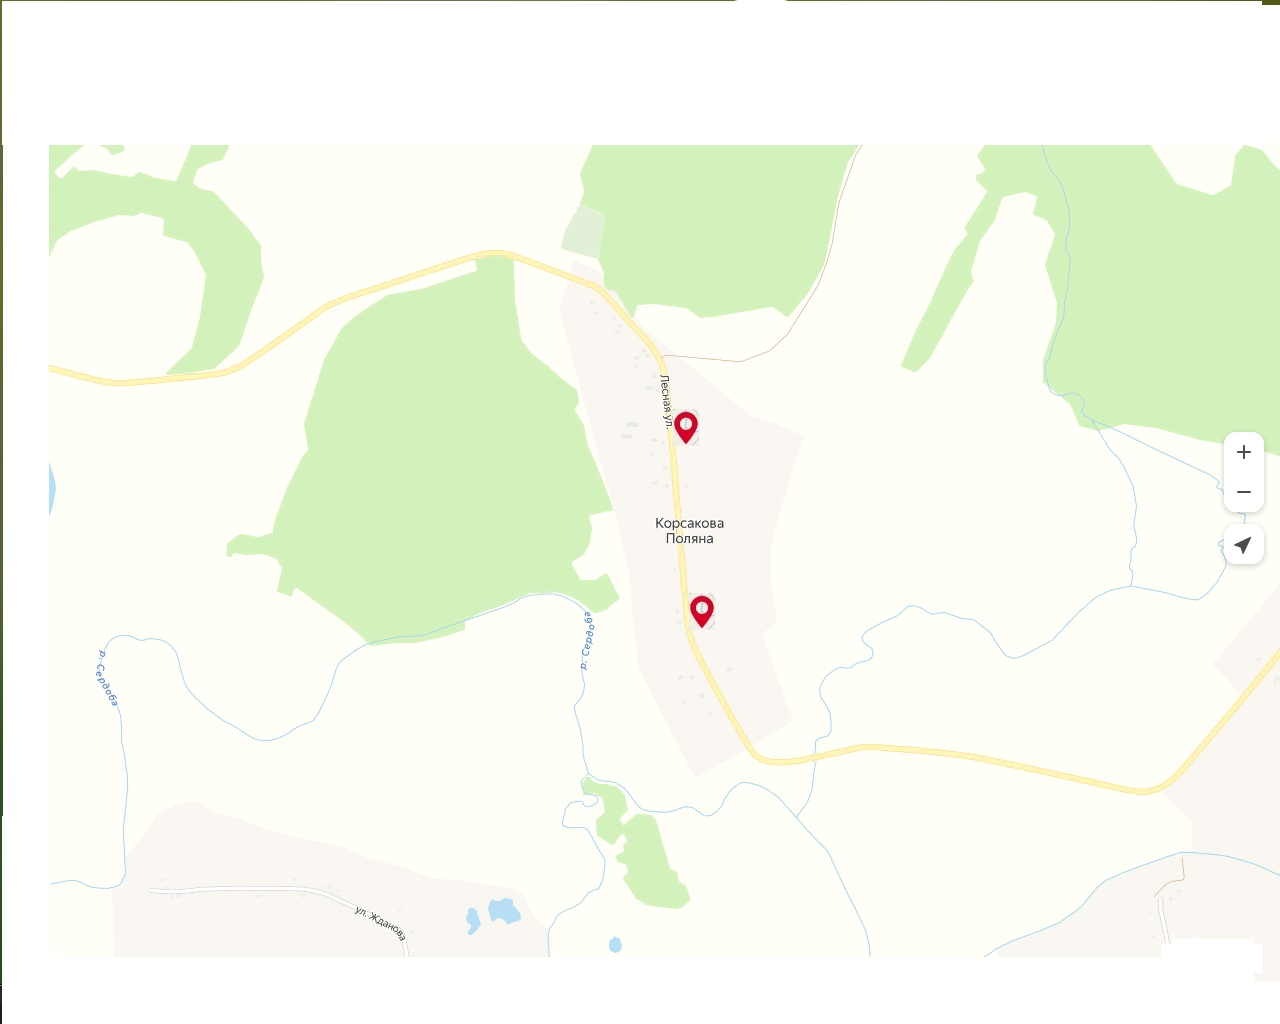 Лесная ул.
Корсакова
Поляна
р. Сердоба
р. Сердоба
ул. Жданова